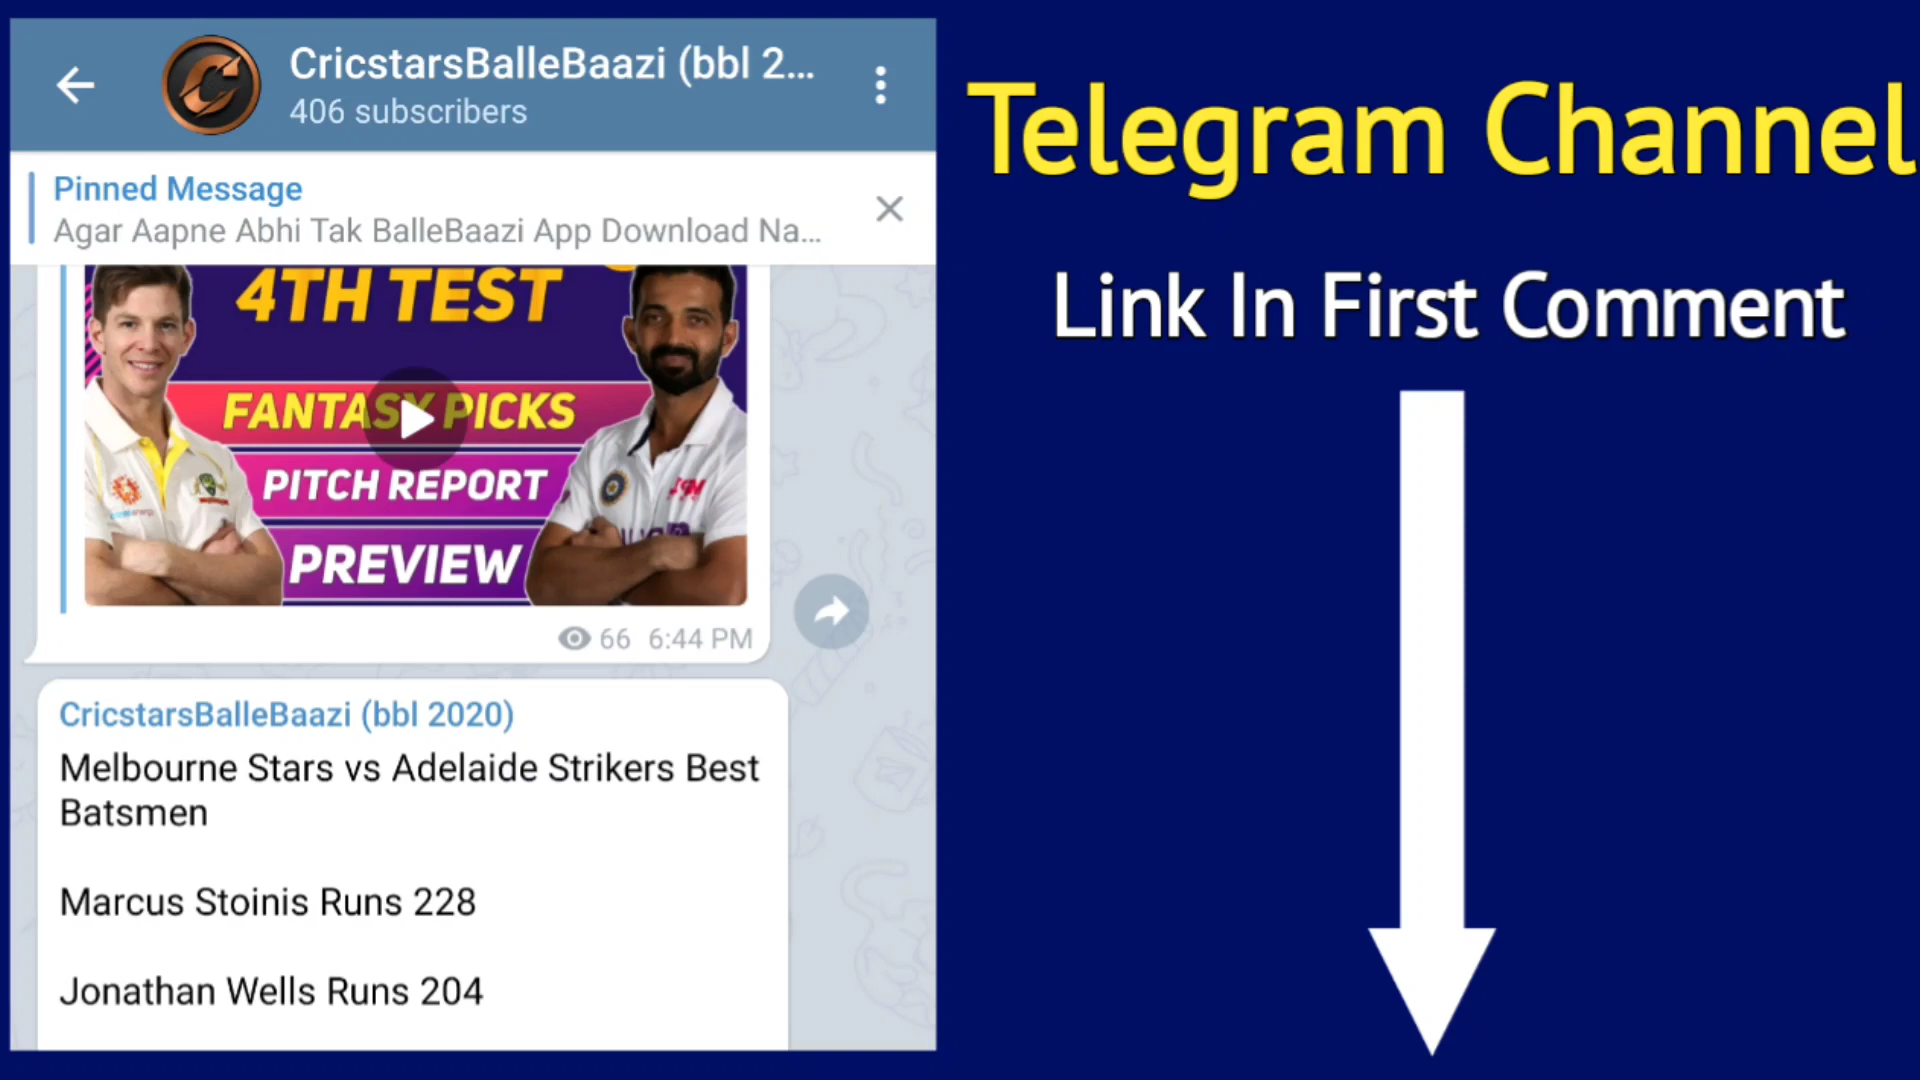 CricstarsBalleBaazi (bbl 2...
406 subscribers
Pinned Message
Agar Aapne Abhi Tak BalleBaazi App Download Na...
4TH TEST
FANTASY PICKS
PITCH REPORT
PREVIEW
66 6:44 PM
CricstarsBalleBaazi (bbl 2020)
Melbourne Stars vs Adelaide Strikers Best
Batsmen
Marcus Stoinis Runs 228
Jonathan Wells Runs 204
Telegram Channel
Link In First Comment